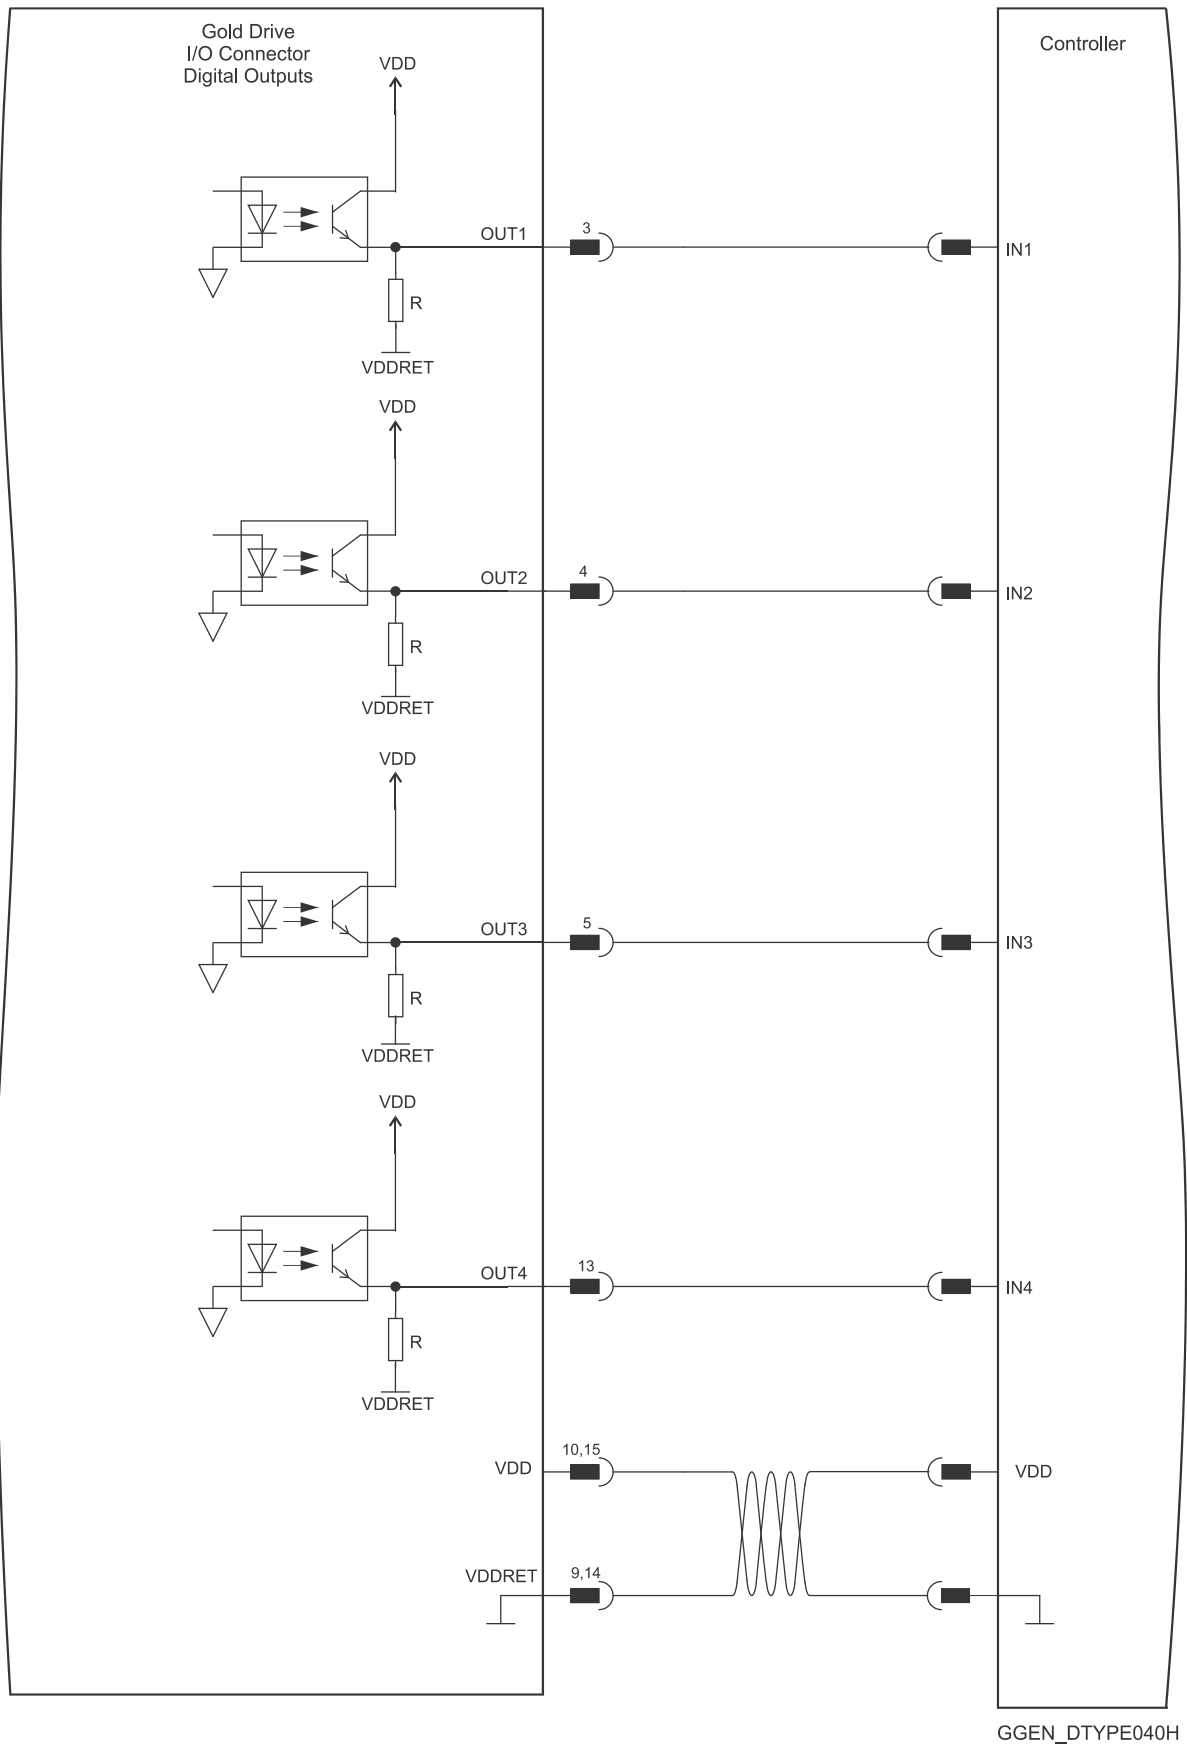 Gold Drive
I/O Connector
Digital Outputs
Controller
VDD
OUT1
3
IN1
R
VDDRET
VDD
OUT2
4
IN2
R
VDDRET
VDD
OUT3
5
IN3
R
VDDRET
VDD
OUT4
13
IN4
R
VDDRET
VDD
10,15
VDD
VDDRET
9,14
GGEN_DTYPE040H